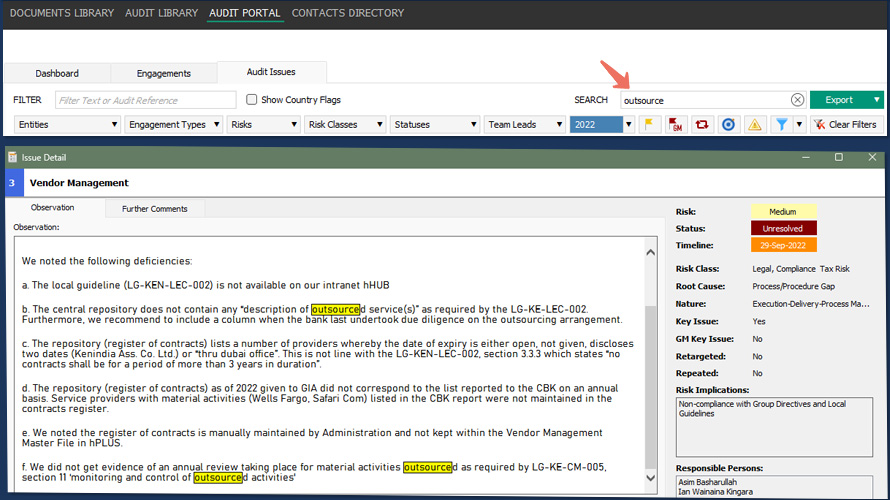 DOCUMENTS LIBRARY AUDIT LIBRARY AUDIT PORTAL CONTACTS DIRECTORY
Dashboard Engagements Audit Issues
FILTER Filter Text or Audit Reference Show Country Flags SEARCH outsource Export
Entities Engagement Types Risks Risk Classes Statuses Team Leads 2022 GM Clear Filters
Issue Detail
3 Vendor Management
Observation Further Comments
Observation:
We noted the following deficiencies:
a. The local guideline (LG-KEN-LEC-002) is not available on our intranet hHUB
b. The central repository does not contain any "description of outsourced service(s)" as required by the LG-KE-LEC-002.
Furthermore, we recommend to include a column when the bank last undertook due diligence on the outsourcing arrangement.
c. The repository (register of contracts) lists a number of providers whereby the date of expiry is either open, not given, discloses
two dates (Kenindia Ass. Co. Ltd.) or "thru dubai office". This is not line with the LG-KEN-LEC-002, section 3.3.3 which states "no
contracts shall be for a period of more than 3 years in duration".
d. The repository (register of contracts) as of 2022 given to GIA did not correspond to the list reported to the CBK on an annual
basis. Service providers with material activities (Wells Fargo, Safari Com) listed in the CBK report were not maintained in the
contracts register.
e. We noted the register of contracts is manually maintained by Administration and not kept within the Vendor Management
Master File in hPLUS.
f. We did not get evidence of an annual review taking place for material activities outsourced as required by LG-KE-CM-005,
section 11 'monitoring and control of outsourced activities'
Risk: Medium
Status: Unresolved
Timeline: 29-Sep-2022
Risk Class: Legal, Compliance Tax Risk
Root Cause: Process/Procedure Gap
Nature: Execution-Delivery-Process Ma...
Key Issue: Yes
GM Key Issue: No
Retargeted: No
Repeated: No
Risk Implications:
Non-compliance with Group Directives and Local
Guidelines
Responsible Persons:
Asim Basharullah
Ian Wainaina Kingara